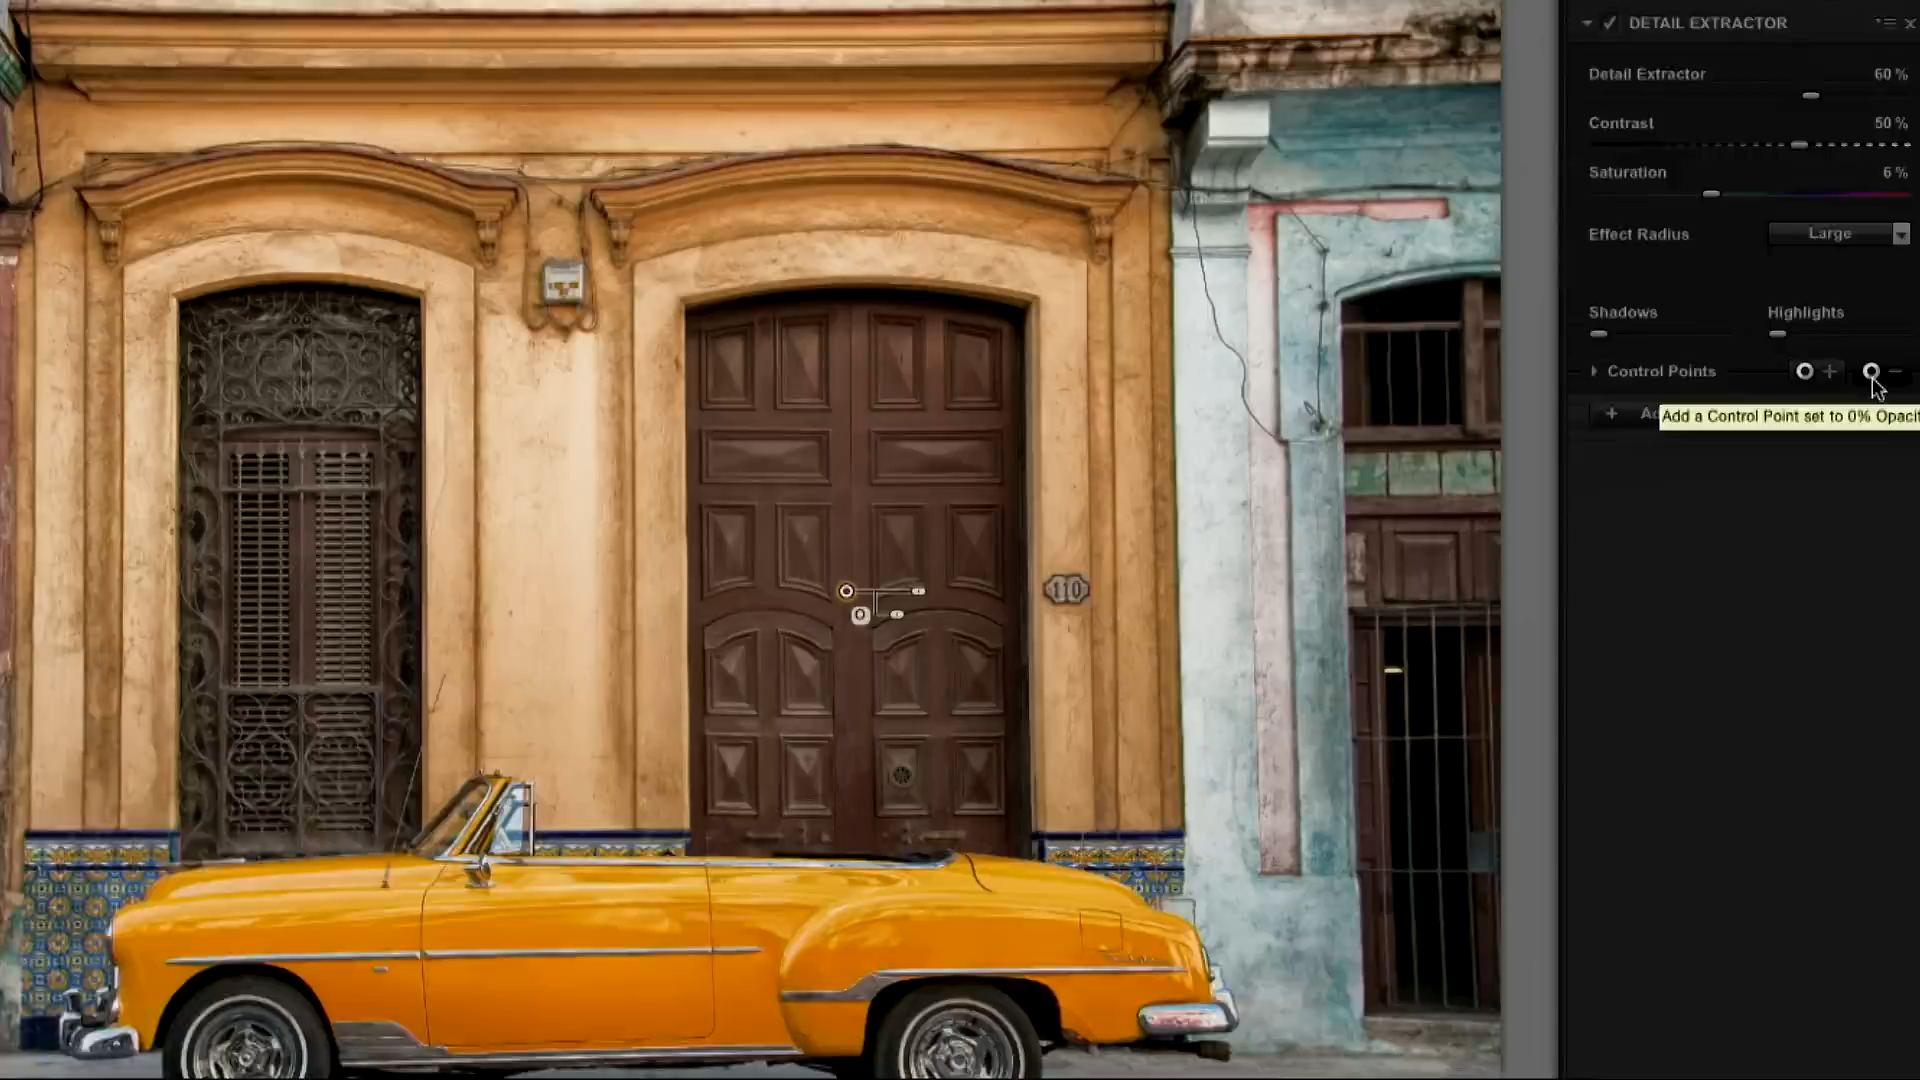 DETAIL EXTRACTOR
Detail Extractor 60 %
Contrast 50 %
Saturation 6 %
Effect Radius Large
Shadows Highlights
Control Points
Add a Control Point set to 0% Opacit
110